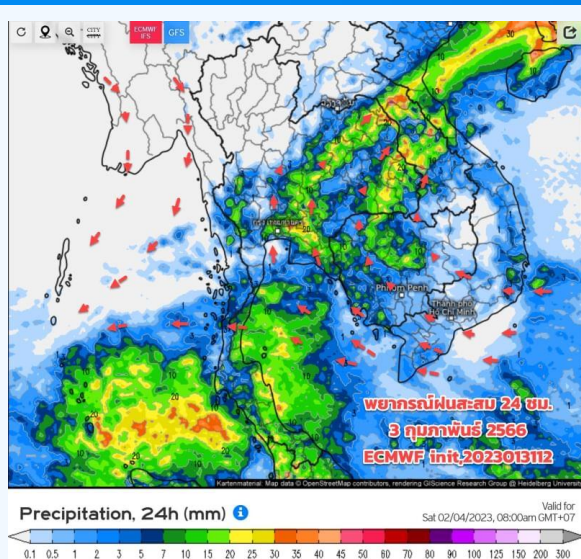 CITY
ECMWF
IFS
GFS
Phnom Penh
Thành phố
Hồ Chí Minh
พยากรณ์ฝนสะสม 24 ชม.
3 กุมภาพันธ์ 2566
ECMWF init,2023013112
Kartenmaterial: Map data © OpenStreetMap contributors, rendering GIScience Research Group @ Heidelberg University
Precipitation, 24h (mm)
Valid for
Sat 02/04/2023, 08:00am GMT+07
0.1 0.5 1 2 3 5 7 10 15 20 25 30 35 40 45 50 60 70 80 90 100 125 150 200 300